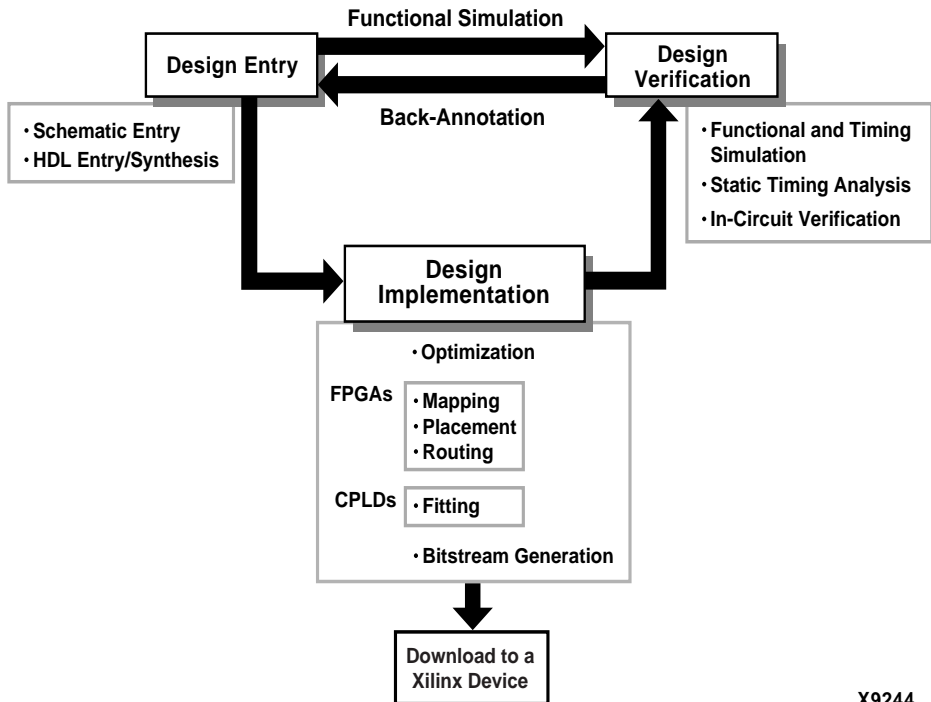 Functional Simulation
Design Entry
Design
Verification
Back-Annotation
· Schematic Entry
· HDL Entry/Synthesis
· Functional and Timing
Simulation
· Static Timing Analysis
· In-Circuit Verification
Design
Implementation
· Optimization
FPGAs
· Mapping
· Placement
· Routing
CPLDs
· Fitting
· Bitstream Generation
Download to a
Xilinx Device
X9244